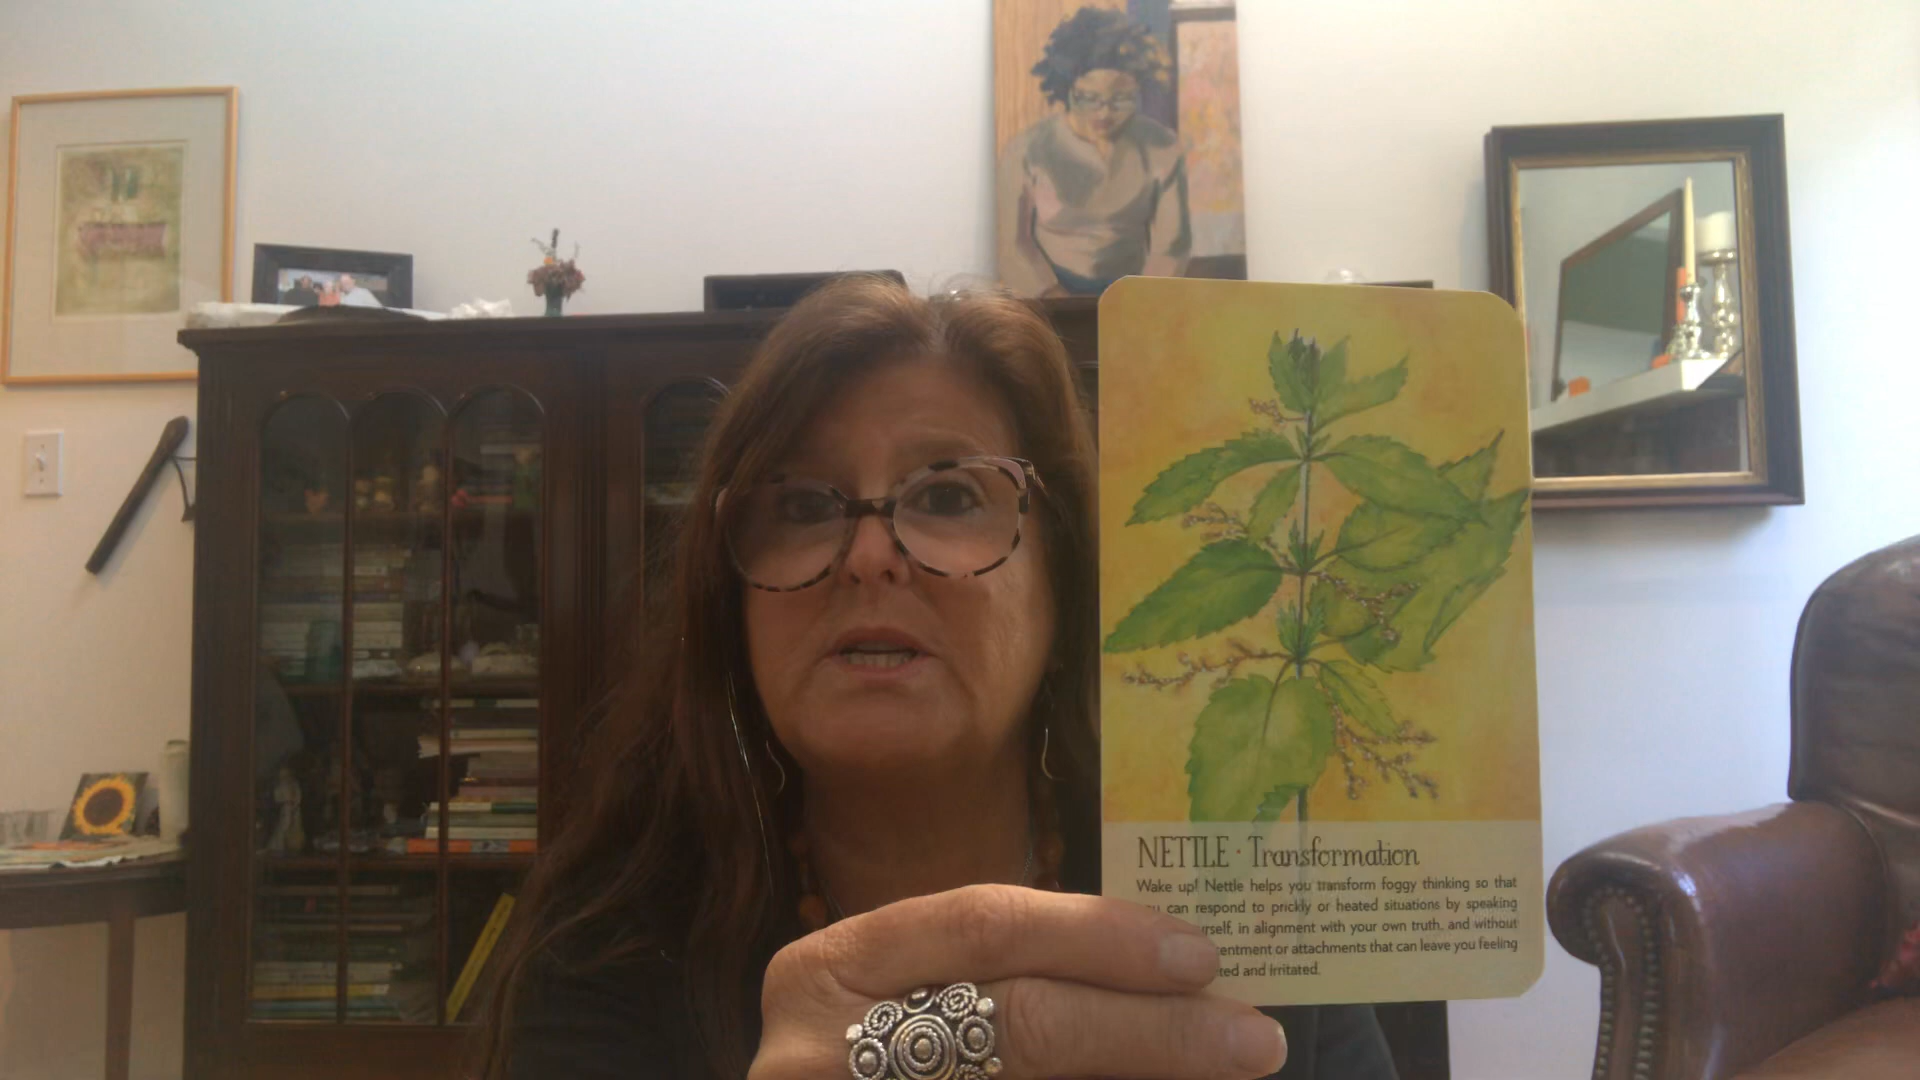 NETTLE · Transformation
Wake up! Nettle helps you transform foggy thinking so that
can respond to prickly or heated situations by speaking
in alignment with your own truth, and without
or attachments that can leave you feeling
and irritated.